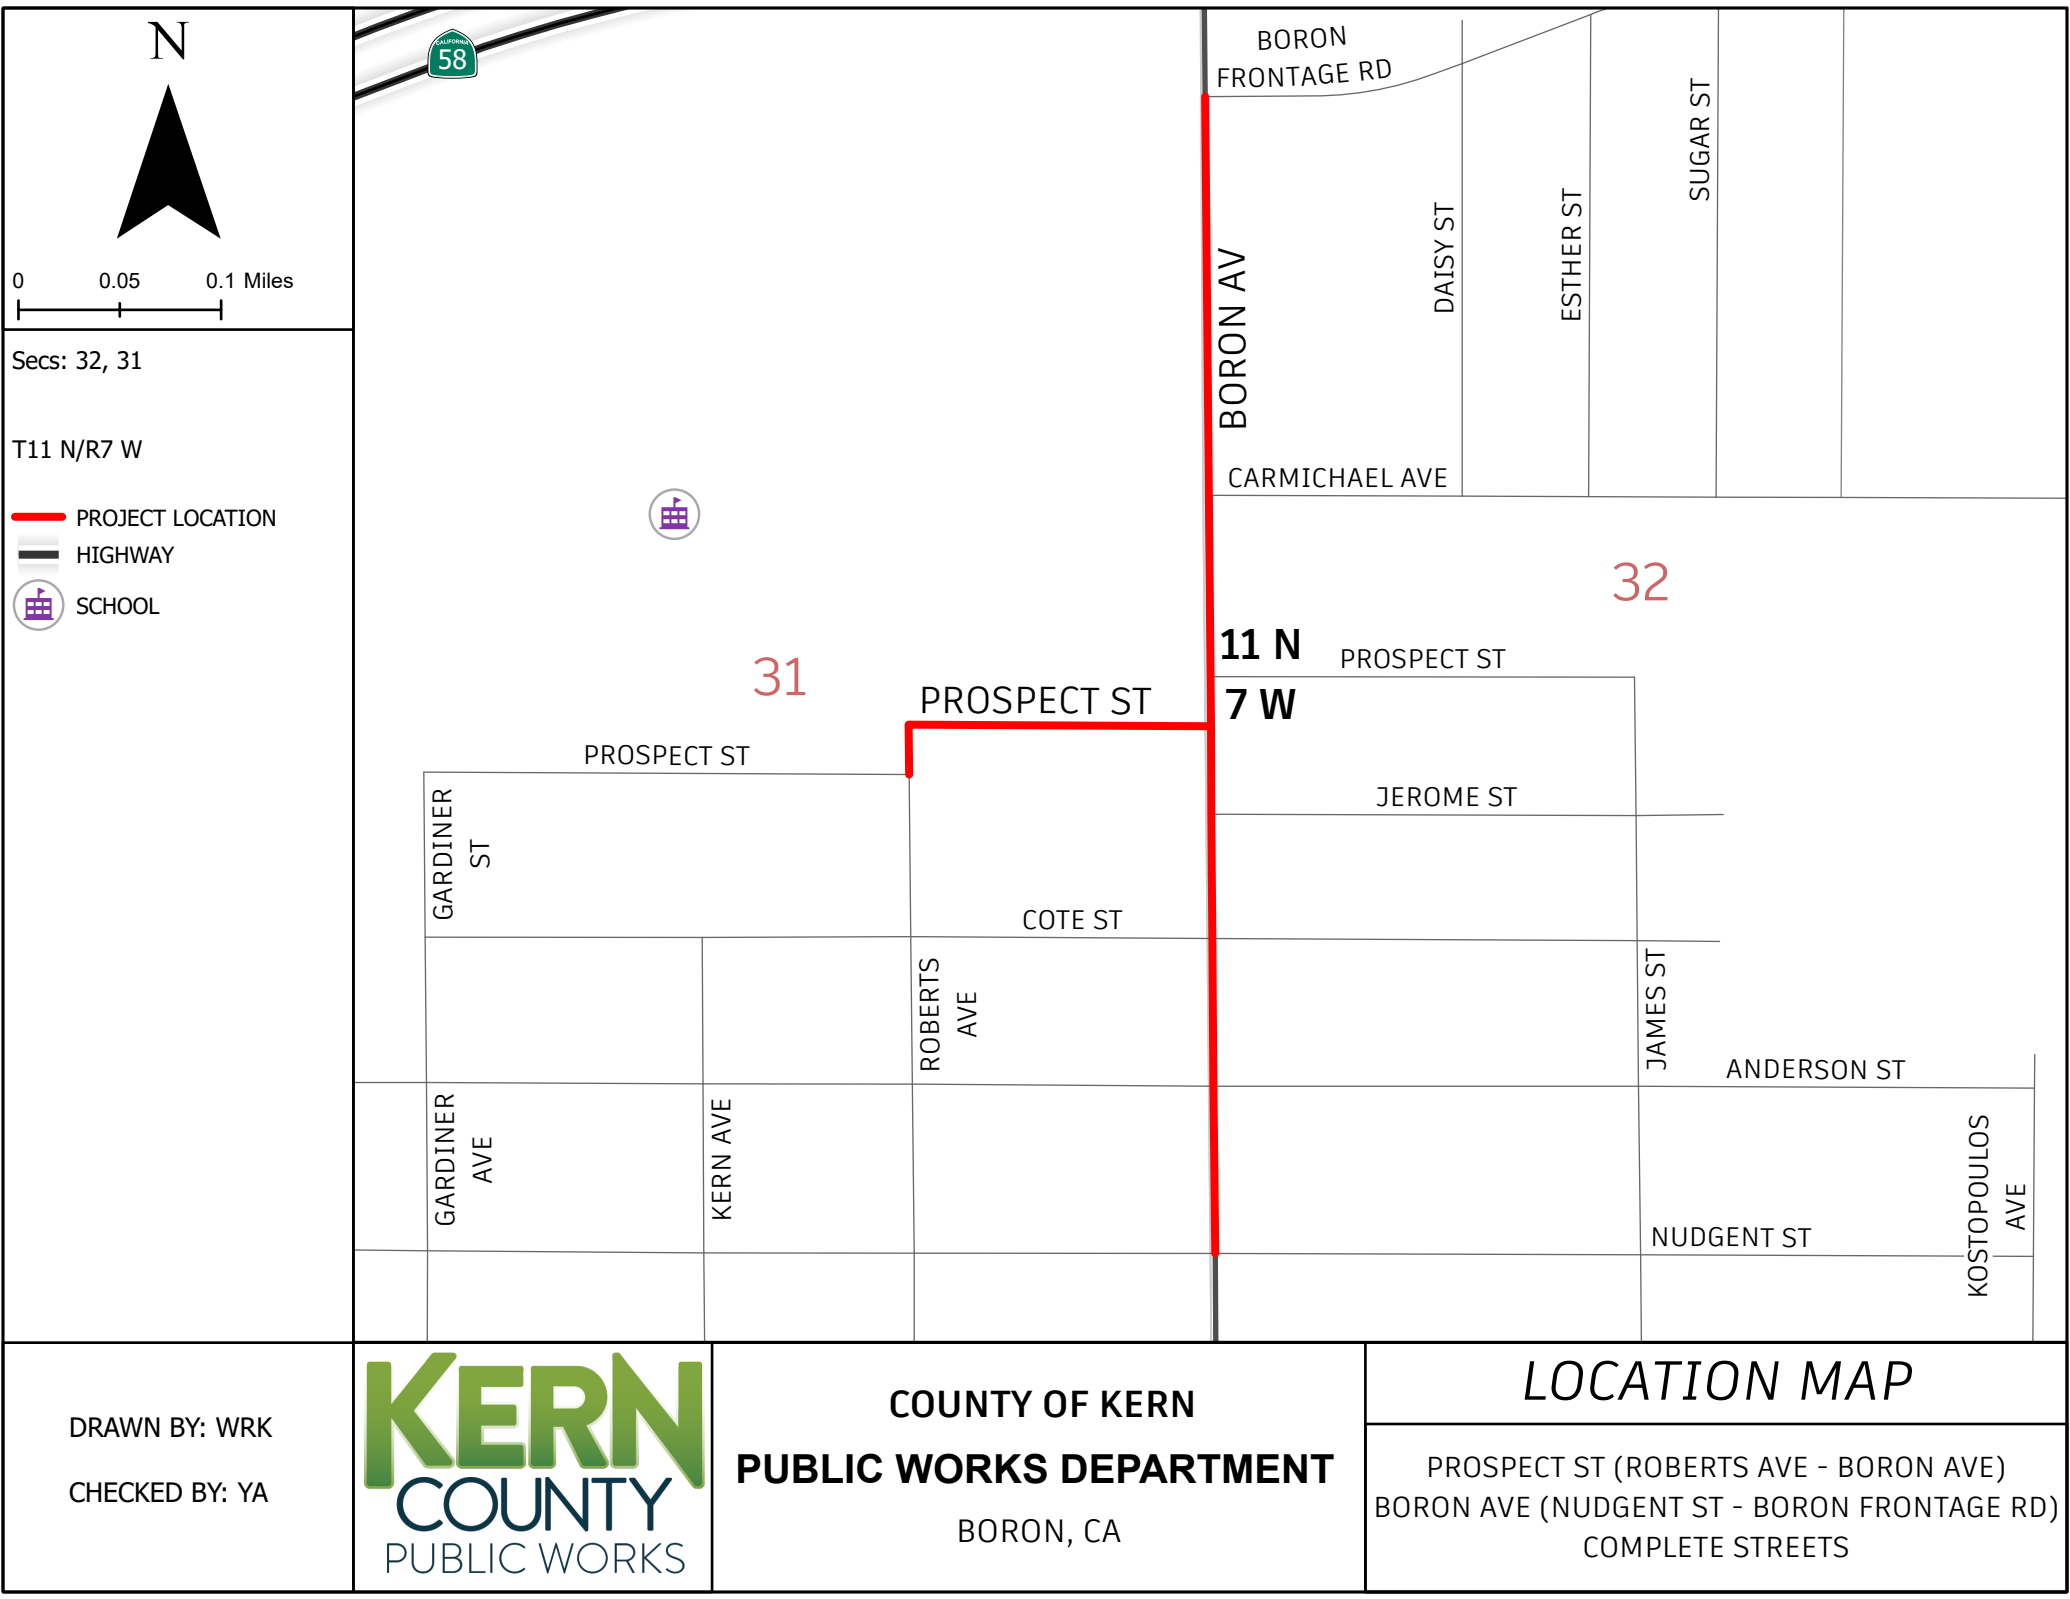 N
0 0.05 0.1 Miles
Secs: 32, 31
T11 N/R7 W
PROJECT LOCATION
HIGHWAY
SCHOOL
CALIFORNIA
58
BORON
FRONTAGE RD
SUGAR ST
DAISY ST
ESTHER ST
BORON AV
CARMICHAEL AVE
32
11 N
7 W
PROSPECT ST
31
PROSPECT ST
PROSPECT ST
JEROME ST
GARDINER
ST
COTE ST
ROBERTS
AVE
JAMES ST
ANDERSON ST
GARDINER
AVE
KERN AVE
KOSTOPOULOS
AVE
NUDGENT ST
DRAWN BY: WRK
CHECKED BY: YA
KERN
COUNTY
PUBLIC WORKS
COUNTY OF KERN
PUBLIC WORKS DEPARTMENT
BORON, CA
LOCATION MAP
PROSPECT ST (ROBERTS AVE - BORON AVE)
BORON AVE (NUDGENT ST - BORON FRONTAGE RD)
COMPLETE STREETS